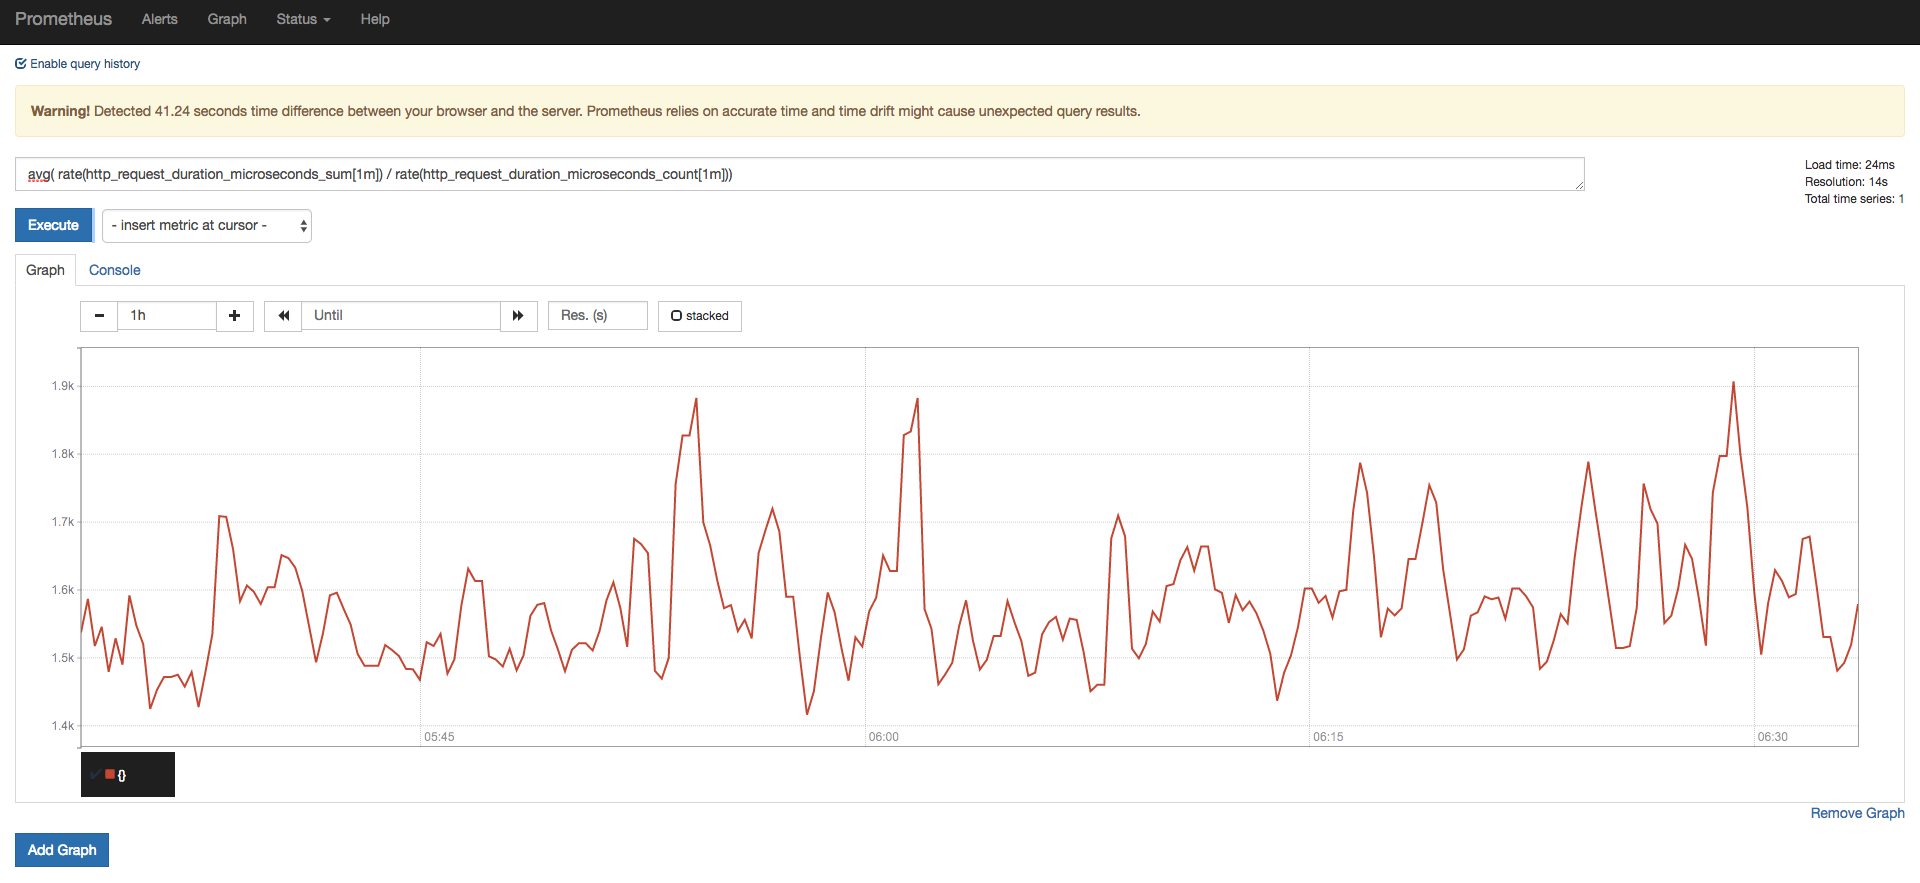 Prometheus Alerts Graph Status Help
Enable query history
Warning! Detected 41.24 seconds time difference between your browser and the server. Prometheus relies on accurate time and time drift might cause unexpected query results.
avg( rate(http_request_duration_microseconds_sum[1m]) / rate(http_request_duration_microseconds_count[1m]))
Load time: 24ms
Resolution: 14s
Total time series: 1
Execute - insert metric at cursor -
Graph Console
1h Until Res. (s) stacked
1.9k
1.8k
1.7k
1.6k
1.5k
1.4k
05:45 06:00 06:15 06:30
{}
Remove Graph
Add Graph